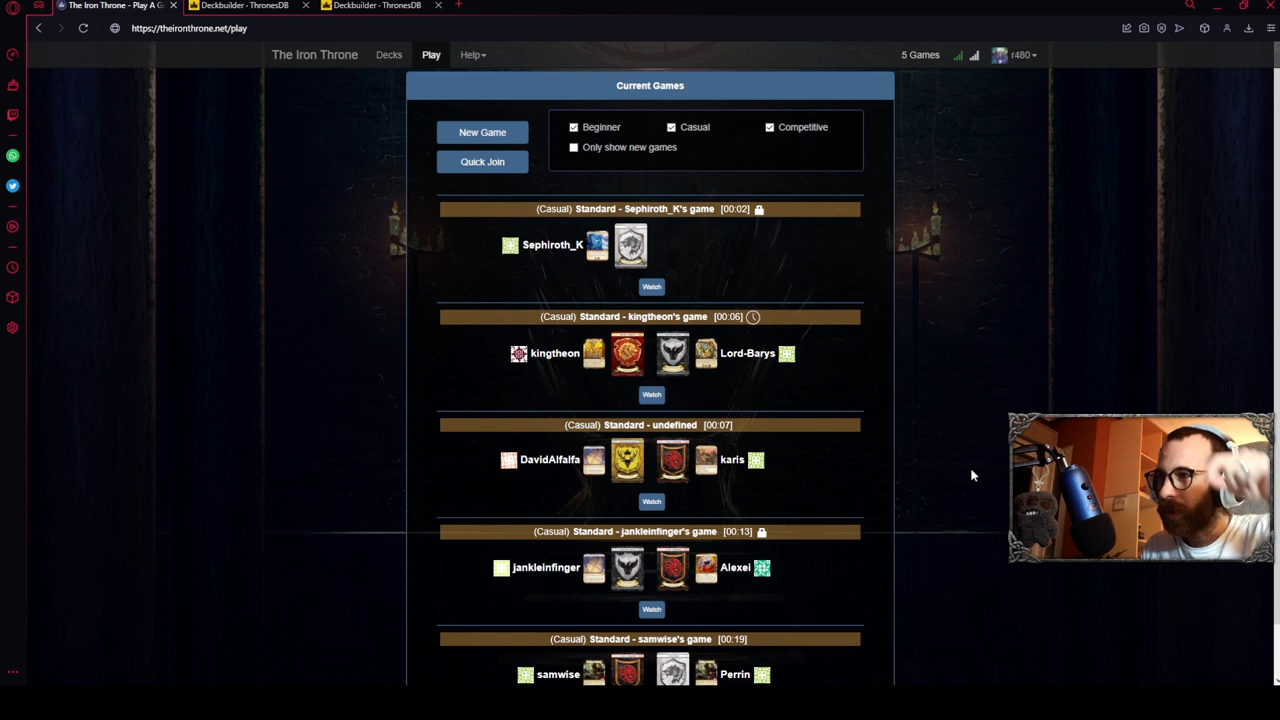 The Iron Throne - Play A G
Deckbuilder · ThronesDB
Deckbuilder · ThronesDB
https://theironthrone.net/play
The Iron Throne Decks Play Help 5 Games r480
Current Games
New Game
Quick Join
Beginner Casual Competitive
Only show new games
(Casual) Standard - Sephiroth_K's game [00:02]
Sephiroth_K
Watch
(Casual) Standard - kingtheon's game [00:06]
kingtheon Lord-Barys
Watch
(Casual) Standard - undefined [00:07]
DavidAlfalfa karis
Watch
(Casual) Standard - jankleinfinger's game [00:13]
jankleinfinger Alexel
Watch
(Casual) Standard - samwise's game [00:19]
samwise Perrin